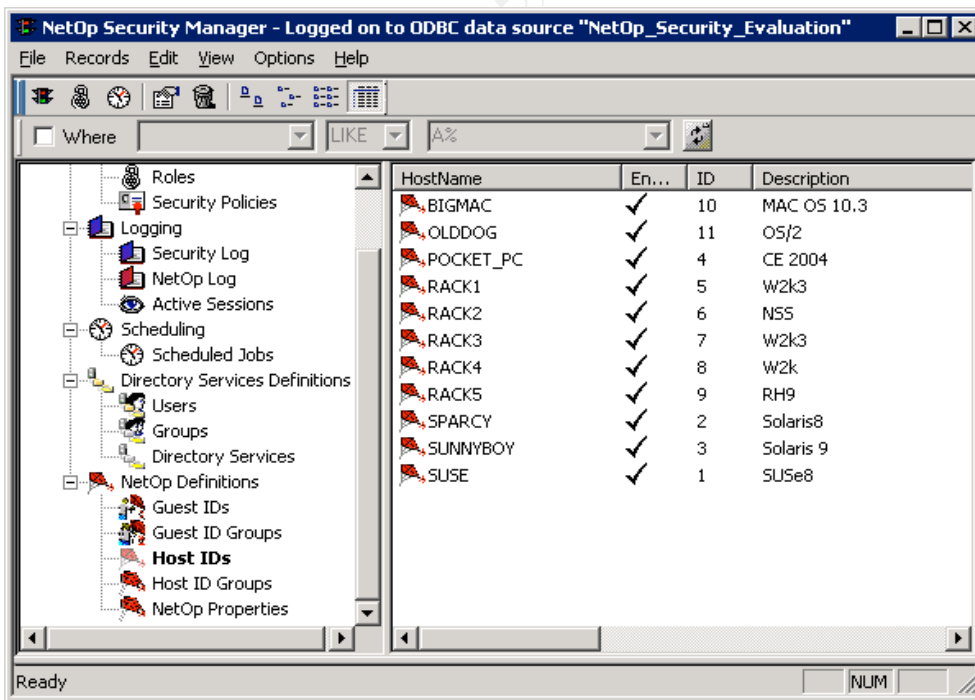 NetOp Security Manager - Logged on to ODBC data source "NetOp_Security_Evaluation"
File Records Edit View Options Help
Where LIKE A%
Roles
Security Policies
Logging
Security Log
NetOp Log
Active Sessions
Scheduling
Scheduled Jobs
Directory Services Definitions
Users
Groups
Directory Services
NetOp Definitions
Guest IDs
Guest ID Groups
Host IDs
Host ID Groups
NetOp Properties
HostName En... ID Description
BIGMAC 10 MAC OS 10.3
OLDDOG 11 OS/2
POCKET_PC 4 CE 2004
RACK1 5 W2k3
RACK2 6 NSS
RACK3 7 W2k3
RACK4 8 W2k
RACK5 9 RH9
SPARCY 2 Solaris8
SUNNYBOY 3 Solaris 9
SUSE 1 SUSe8
Ready NUM